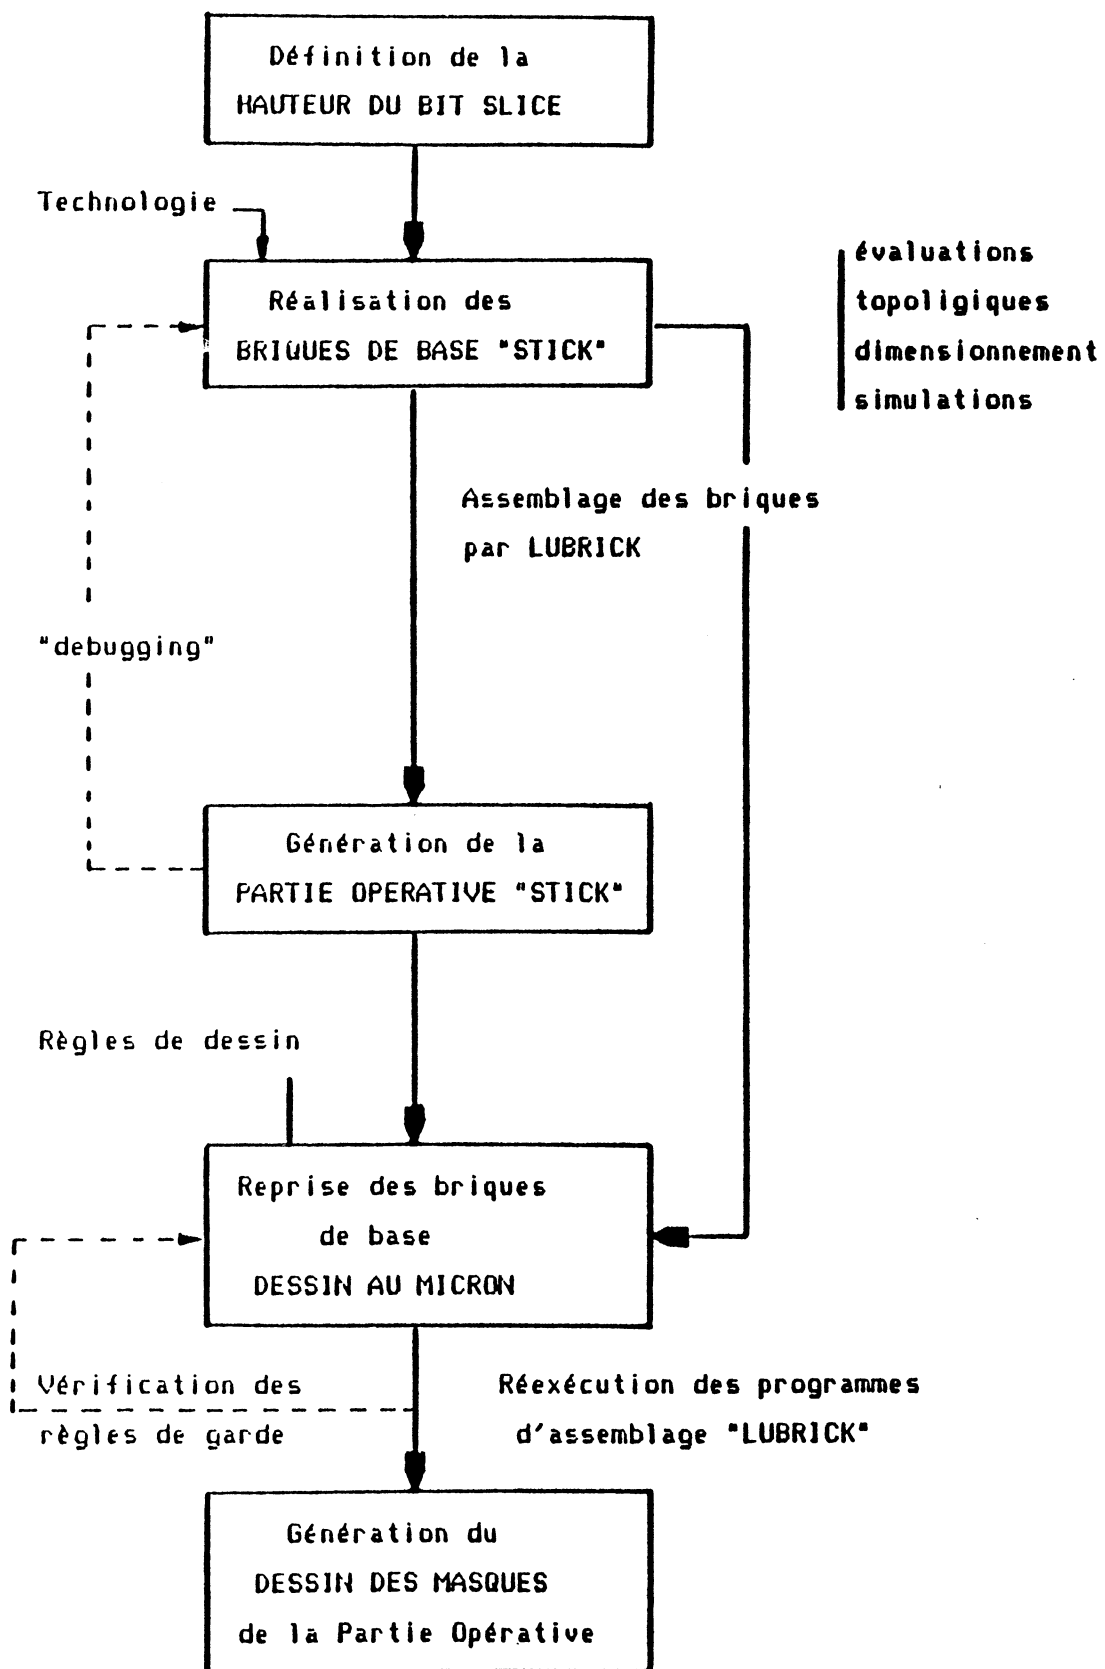 Définition de la
HAUTEUR DU BIT SLICE
Technologie
Réalisation des
BRIQUES DE BASE "STICK"
évaluations
topoligiques
dimensionnement
simulations
Assemblage des briques
par LUBRICK
"debugging"
Génération de la
PARTIE OPERATIVE "STICK"
Règles de dessin
Reprise des briques
de base
DESSIN AU MICRON
Vérification des
règles de garde
Réexécution des programmes
d'assemblage "LUBRICK"
Génération du
DESSIN DES MASQUES
de la Partie Opérative